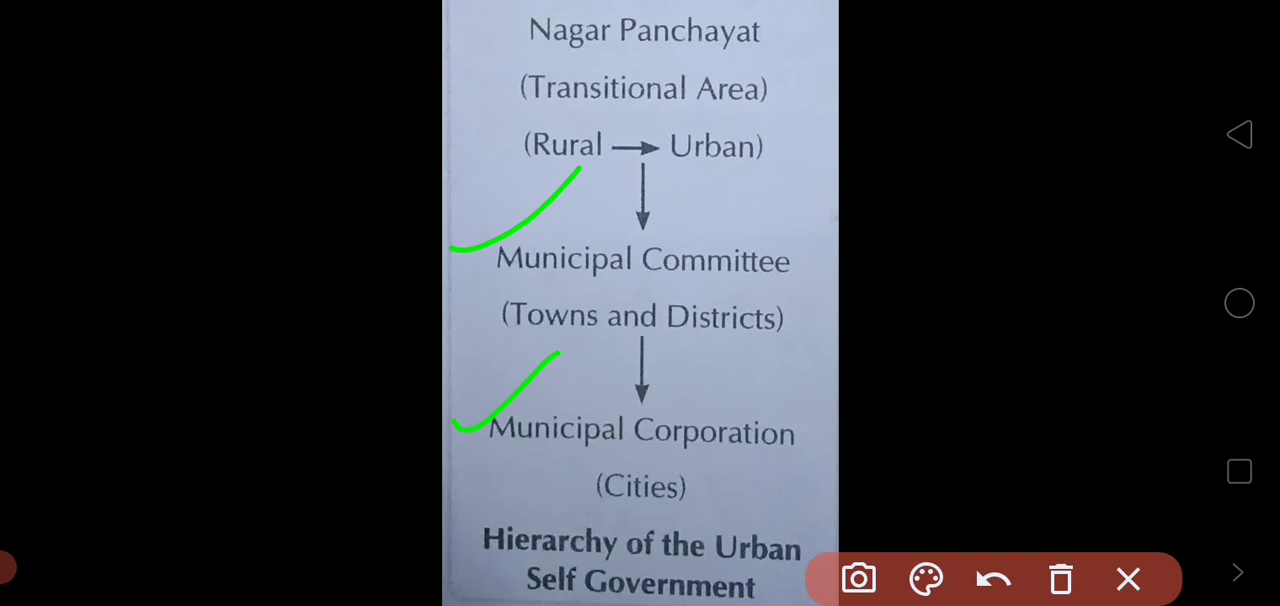 Nagar Panchayat
(Transitional Area)
(Rural → Urban)
Municipal Committee
(Towns and Districts)
Municipal Corporation
(Cities)
Hierarchy of the Urban
Self Government